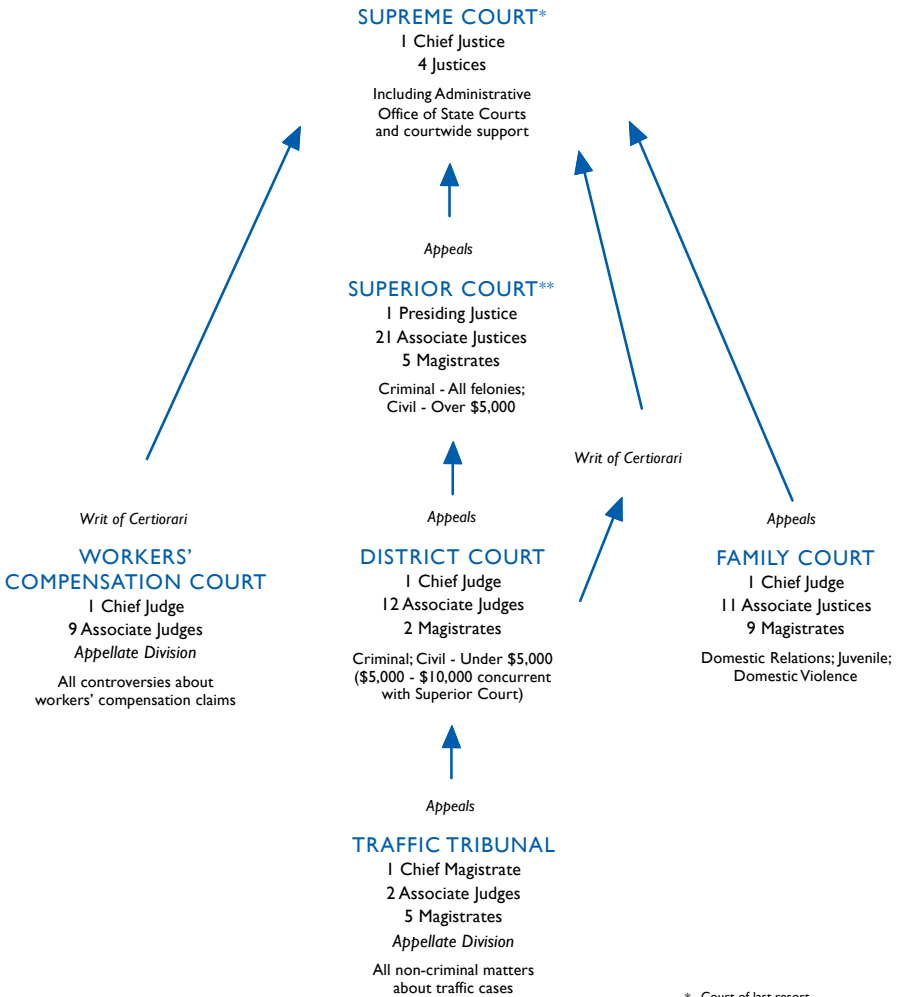 SUPREME COURT*
1 Chief Justice
4 Justices
Including Administrative
Office of State Courts
and courtwide support
Appeals
SUPERIOR COURT**
1 Presiding Justice
21 Associate Justices
5 Magistrates
Criminal - All felonies;
Civil - Over $5,000
Writ of Certiorari
Writ of Certiorari
WORKERS'
COMPENSATION COURT
1 Chief Judge
9 Associate Judges
Appellate Division
All controversies about
workers' compensation claims
Appeals
DISTRICT COURT
1 Chief Judge
12 Associate Judges
2 Magistrates
Criminal; Civil - Under $5,000
($5,000 - $10,000 concurrent
with Superior Court)
Appeals
FAMILY COURT
1 Chief Judge
11 Associate Justices
9 Magistrates
Domestic Relations; Juvenile;
Domestic Violence
Appeals
TRAFFIC TRIBUNAL
1 Chief Magistrate
2 Associate Judges
5 Magistrates
Appellate Division
All non-criminal matters
about traffic cases
* Court of last resort